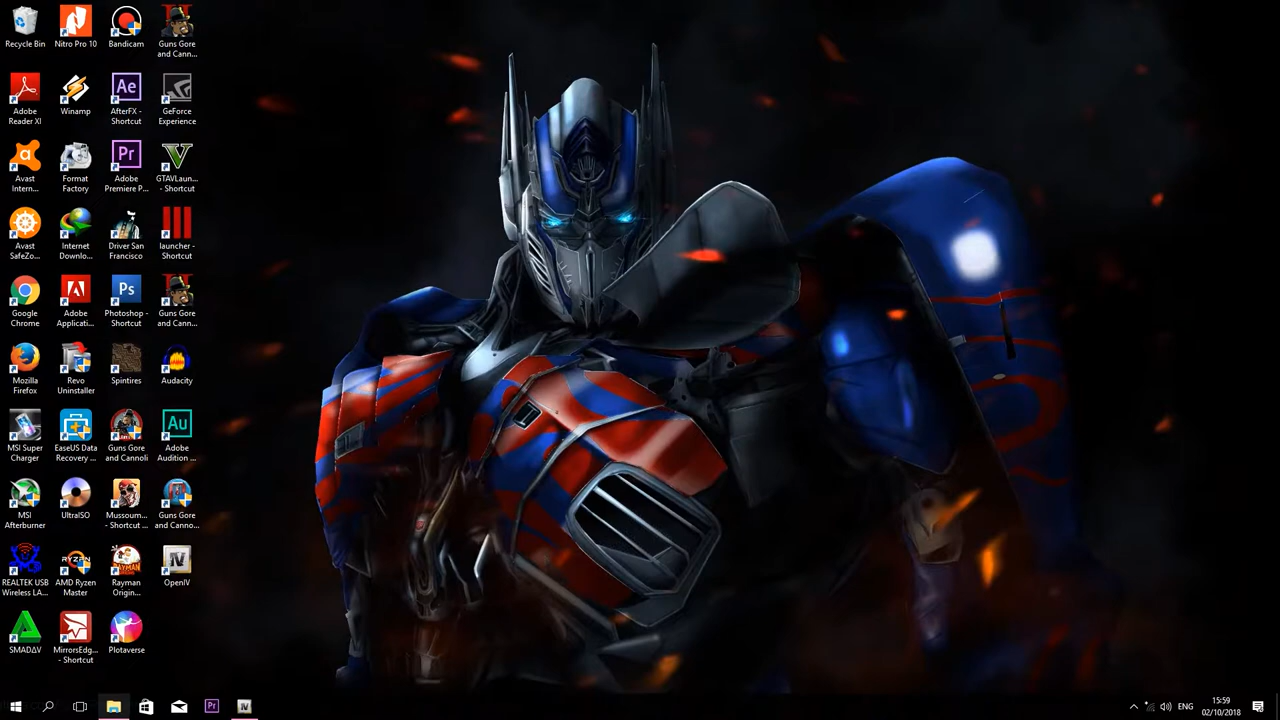 Recycle Bin
Nitro Pro 10
Bandicam
Guns Gore
and Cann...
Adobe
Reader XI
Winamp
AfterFX -
Shortcut
GeForce
Experience
Avast
Intern...
Format
Factory
Adobe
Premiere P...
GTAVLaun...
- Shortcut
Avast
SafeZo...
Internet
Downlo...
Driver San
Francisco
launcher -
Shortcut
Google
Chrome
Adobe
Applicati...
Photoshop -
Shortcut
Guns Gore
and Cann...
Mozilla
Firefox
Revo
Uninstaller
Spintires
Audacity
MSI Super
Charger
EaseUS Data
Recovery ...
Guns Gore
and Cannoli
Adobe
Audition ...
MSI
Afterburner
UltraISO
Mussoum...
- Shortcut ...
Guns Gore
and Canno...
REALTEK USB
Wireless LA...
AMD Ryzen
Master
Rayman
Origin...
OpenIV
SMADΔV
MirrorsEdg...
- Shortcut
Plotaverse
ENG
15:59
02/10/2018